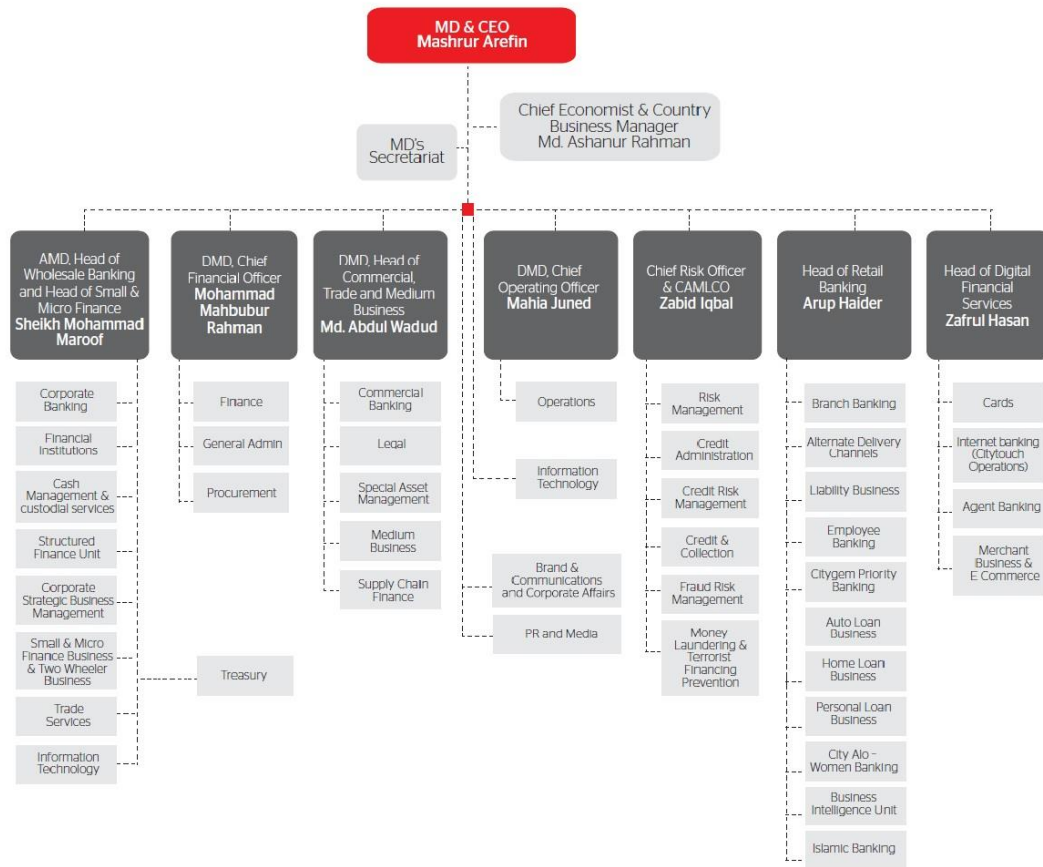 MD & CEO
Mashrur Arefin
Chief Economist & Country
Business Manager
Md. Ashanur Rahman
MD's
Secretariat
AMD, Head of
Wholesale Banking
and Head of Small &
Micro Finance
Sheikh Mohammad
Maroof
DMD, Chief
Financial Officer
Mohammad
Mahbubur
Rahman
DMD, Head of
Commercial,
Trade and Medium
Business
Md. Abdul Wadud
DMD, Chief
Operating Officer
Mahia Juned
Chief Risk Officer
& CAMLCO
Zabid Iqbal
Head of Retail
Banking
Arup Haider
Head of Digital
Financial
Services
Zafrul Hasan
Corporate
Banking
Financial
Institutions
Cash
Management &
custodial services
Structured
Finance Unit
Corporate
Strategic Business
Management
Small & Micro
Finance Business
& Two Wheeler
Business
Trade
Services
Information
Technology
Finance
General Admin
Procurement
Treasury
Commercial
Banking
Legal
Special Asset
Management
Medium
Business
Supply Chain
Finance
Operations
Information
Technology
Brand &
Communications
and Corporate Affairs
PR and Media
Risk
Management
Credit
Administration
Credit Risk
Management
Credit &
Collection
Fraud Risk
Management
Money
Laundering &
Terrorist
Financing
Prevention
Branch Banking
Alternate Delivery
Channels
Liability Business
Employee
Banking
Citygem Priority
Banking
Auto Loan
Business
Home Loan
Business
Personal Loan
Business
City Alo –
Women Banking
Business
Intelligence Unit
Islamic Banking
Cards
Internet banking
(Citytouch
Operations)
Agent Banking
Merchant
Business &
E Commerce